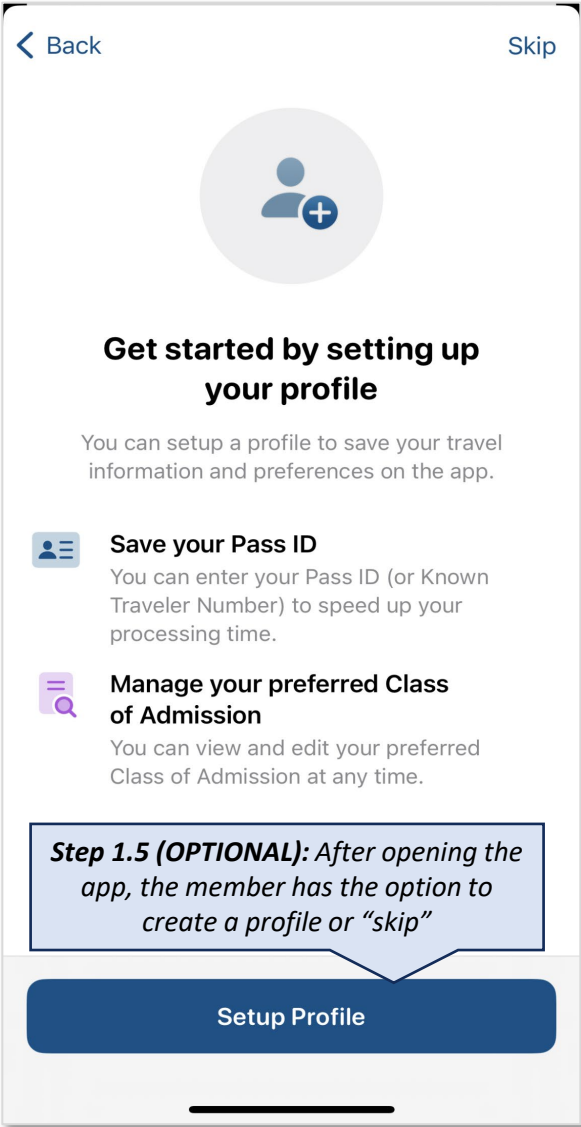 Back
Skip
Get started by setting up
your profile
You can setup a profile to save your travel
information and preferences on the app.
Save your Pass ID
You can enter your Pass ID (or Known
Traveler Number) to speed up your
processing time.
Manage your preferred Class
of Admission
You can view and edit your preferred
Class of Admission at any time.
Step 1.5 (OPTIONAL): After opening the
app, the member has the option to
create a profile or “skip”
Setup Profile